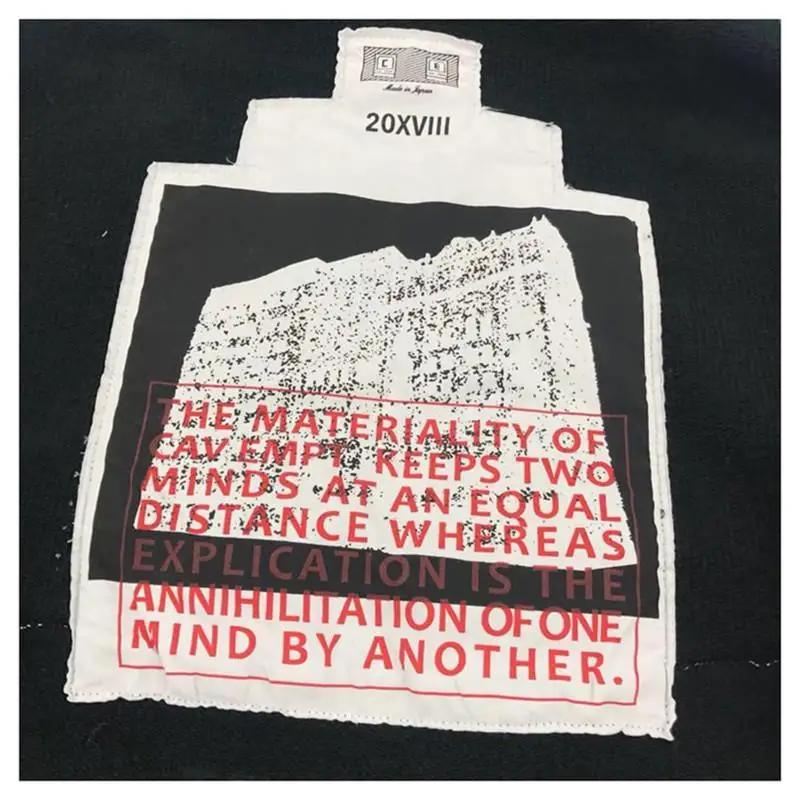 C E
Made in Japan
20XVIII
THE MATERIALITY OF
CAV EMPT KEEPS TWO
MINDS AT AN EQUAL
DISTANCE WHEREAS
EXPLICATION IS THE
ANNIHILITATION OF ONE
MIND BY ANOTHER.